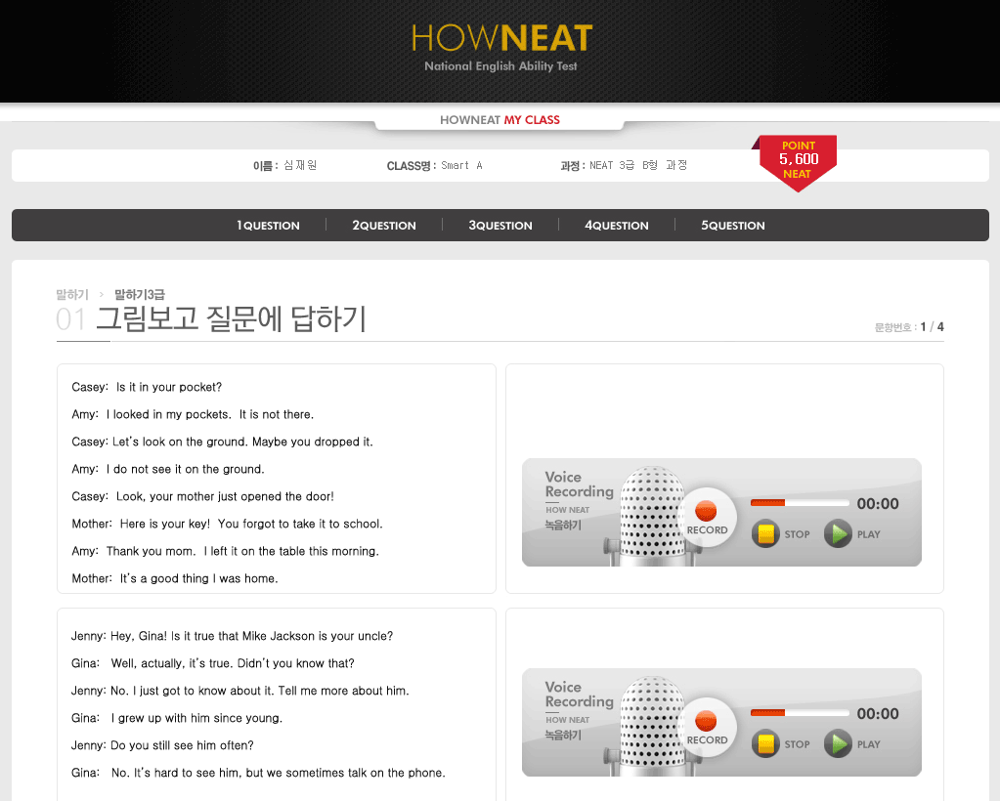 HOWNEAT
National English Ability Test
HOWNEAT MY CLASS
이름 : 심재원 CLASS명 : Smart A 과정 : NEAT 3급 B형 과정
POINT
5,600
NEAT
1QUESTION 2QUESTION 3QUESTION 4QUESTION 5QUESTION
말하기 > 말하기3급
01 그림보고 질문에 답하기
문항번호 : 1 / 4
Casey: Is it in your pocket?
Amy: I looked in my pockets. It is not there.
Casey: Let's look on the ground. Maybe you dropped it.
Amy: I do not see it on the ground.
Casey: Look, your mother just opened the door!
Mother: Here is your key! You forgot to take it to school.
Amy: Thank you mom. I left it on the table this morning.
Mother: It's a good thing I was home.
Voice
Recording
HOW NEAT
녹음하기
RECORD
00:00
STOP PLAY
Jenny: Hey, Gina! Is it true that Mike Jackson is your uncle?
Gina: Well, actually, it's true. Didn't you know that?
Jenny: No. I just got to know about it. Tell me more about him.
Gina: I grew up with him since young.
Jenny: Do you still see him often?
Gina: No. It's hard to see him, but we sometimes talk on the phone.
Voice
Recording
HOW NEAT
녹음하기
RECORD
00:00
STOP PLAY